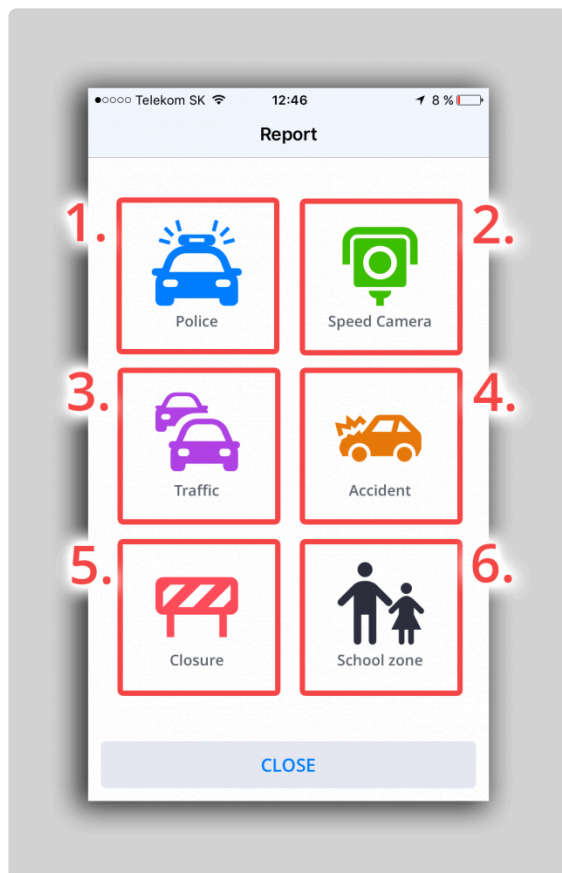 Telekom SK 12:46 8 %
Report
1. 2.
Police Speed Camera
3. 4.
Traffic Accident
5. 6.
Closure School zone
CLOSE